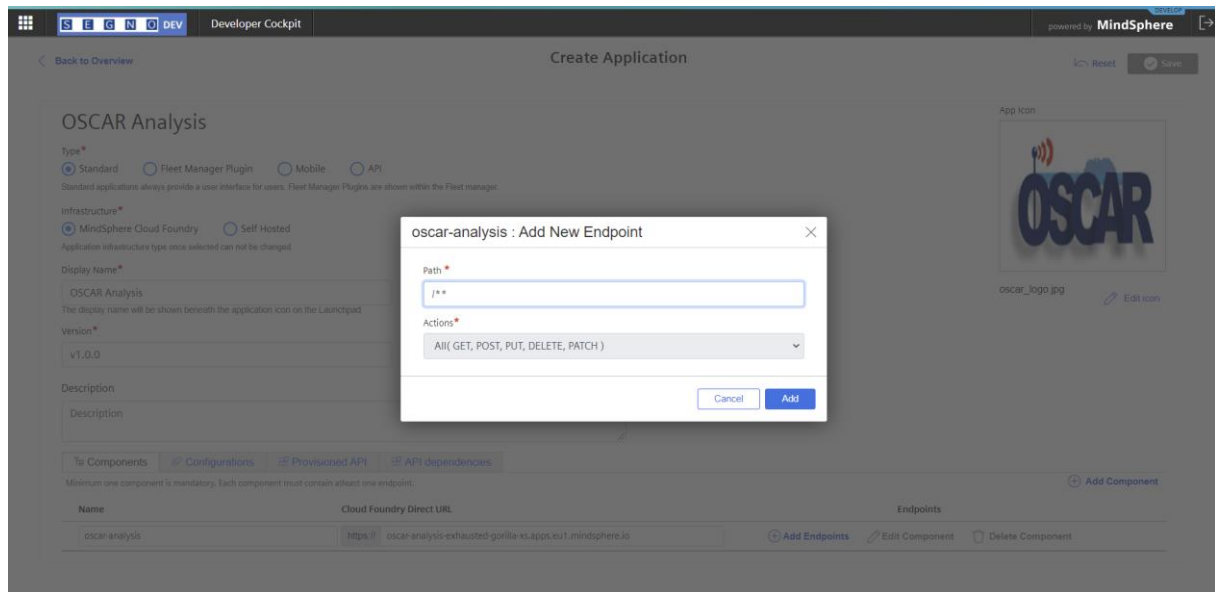 SEGNO DEV Developer Cockpit
DEVELOP
powered by MindSphere
Back to Overview
Create Application
Reset
Save
OSCAR Analysis
App Icon
OSCAR
oscar_logo.jpg
Edit icon
Type*
Standard Fleet Manager Plugin Mobile API
Standard applications always provide a user interface for users. Fleet Manager Plugins are shown within the Fleet manager.
Infrastructure*
MindSphere Cloud Foundry Self Hosted
Application infrastructure type once selected can not be changed
Display Name*
OSCAR Analysis
The display name will be shown beneath the application icon on the Launchpad
Version*
v1.0.0
Description
Description
oscar-analysis : Add New Endpoint
Path *
/**
Actions*
All( GET, POST, PUT, DELETE, PATCH )
Cancel Add
Components Configurations Provisioned API API dependencies
Minimum one component is mandatory. Each component must contain atleast one endpoint.
Add Component
Name Cloud Foundry Direct URL Endpoints
oscar-analysis https:// oscar-analysis-exhausted-gorilla-xs.apps.eu1.mindsphere.io Add Endpoints Edit Component Delete Component